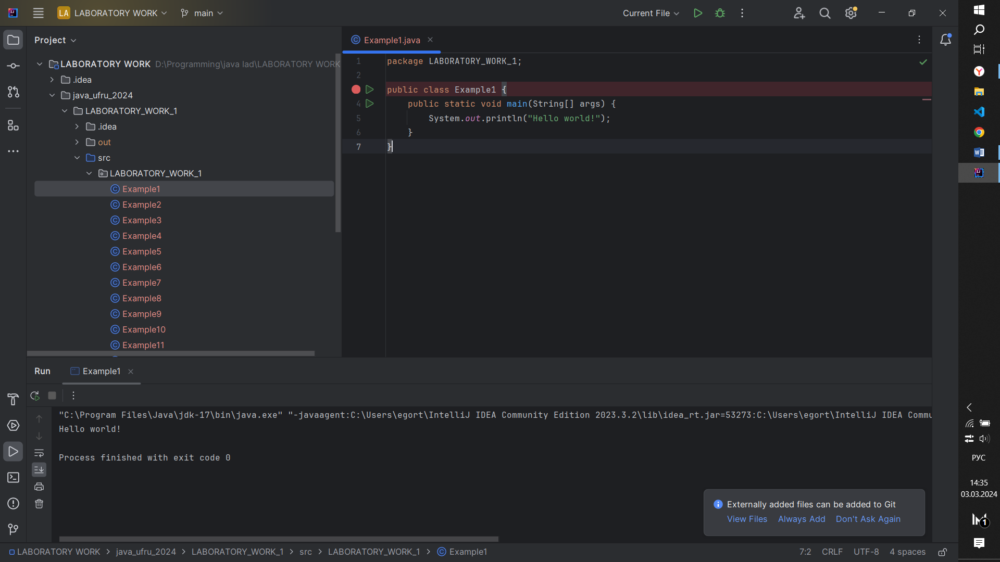 LA LABORATORY WORK main Current File
Project
LABORATORY WORK D:\Programming\java lad\LABORATORY WORK
.idea
java_ufru_2024
LABORATORY_WORK_1
.idea
out
src
LABORATORY_WORK_1
Example1
Example2
Example3
Example4
Example5
Example6
Example7
Example8
Example9
Example10
Example11
Example1.java
1 package LABORATORY_WORK_1;
2
public class Example1 {
4 public static void main(String[] args) {
5 System.out.println("Hello world!");
6 }
7 }
Run Example1
"C:\Program Files\Java\jdk-17\bin\java.exe" "-javaagent:C:\Users\egort\IntelliJ IDEA Community Edition 2023.3.2\lib\idea_rt.jar=53273:C:\Users\egort\IntelliJ IDEA Commu
Hello world!
Process finished with exit code 0
Externally added files can be added to Git
View Files Always Add Don't Ask Again
LABORATORY WORK > java_ufru_2024 > LABORATORY_WORK_1 > src > LABORATORY_WORK_1 > Example1
7:2 CRLF UTF-8 4 spaces
РУС
14:35
03.03.2024
1